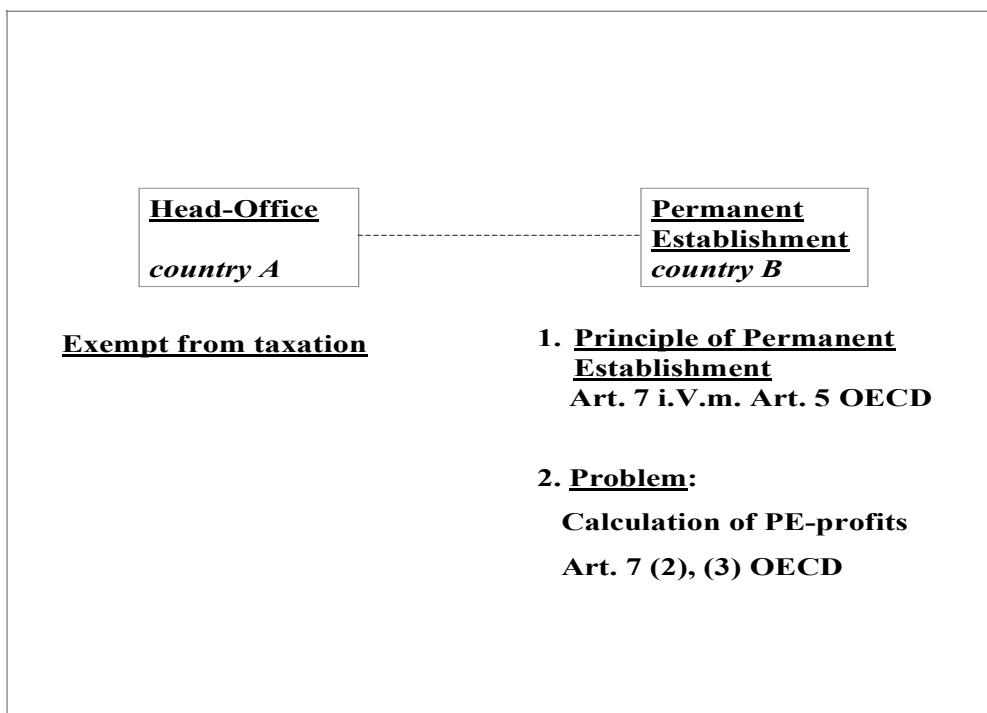 Head-Office
country A
Permanent
Establishment
country B
Exempt from taxation
1. Principle of Permanent
Establishment
Art. 7 i.V.m. Art. 5 OECD
2. Problem:
Calculation of PE-profits
Art. 7 (2), (3) OECD